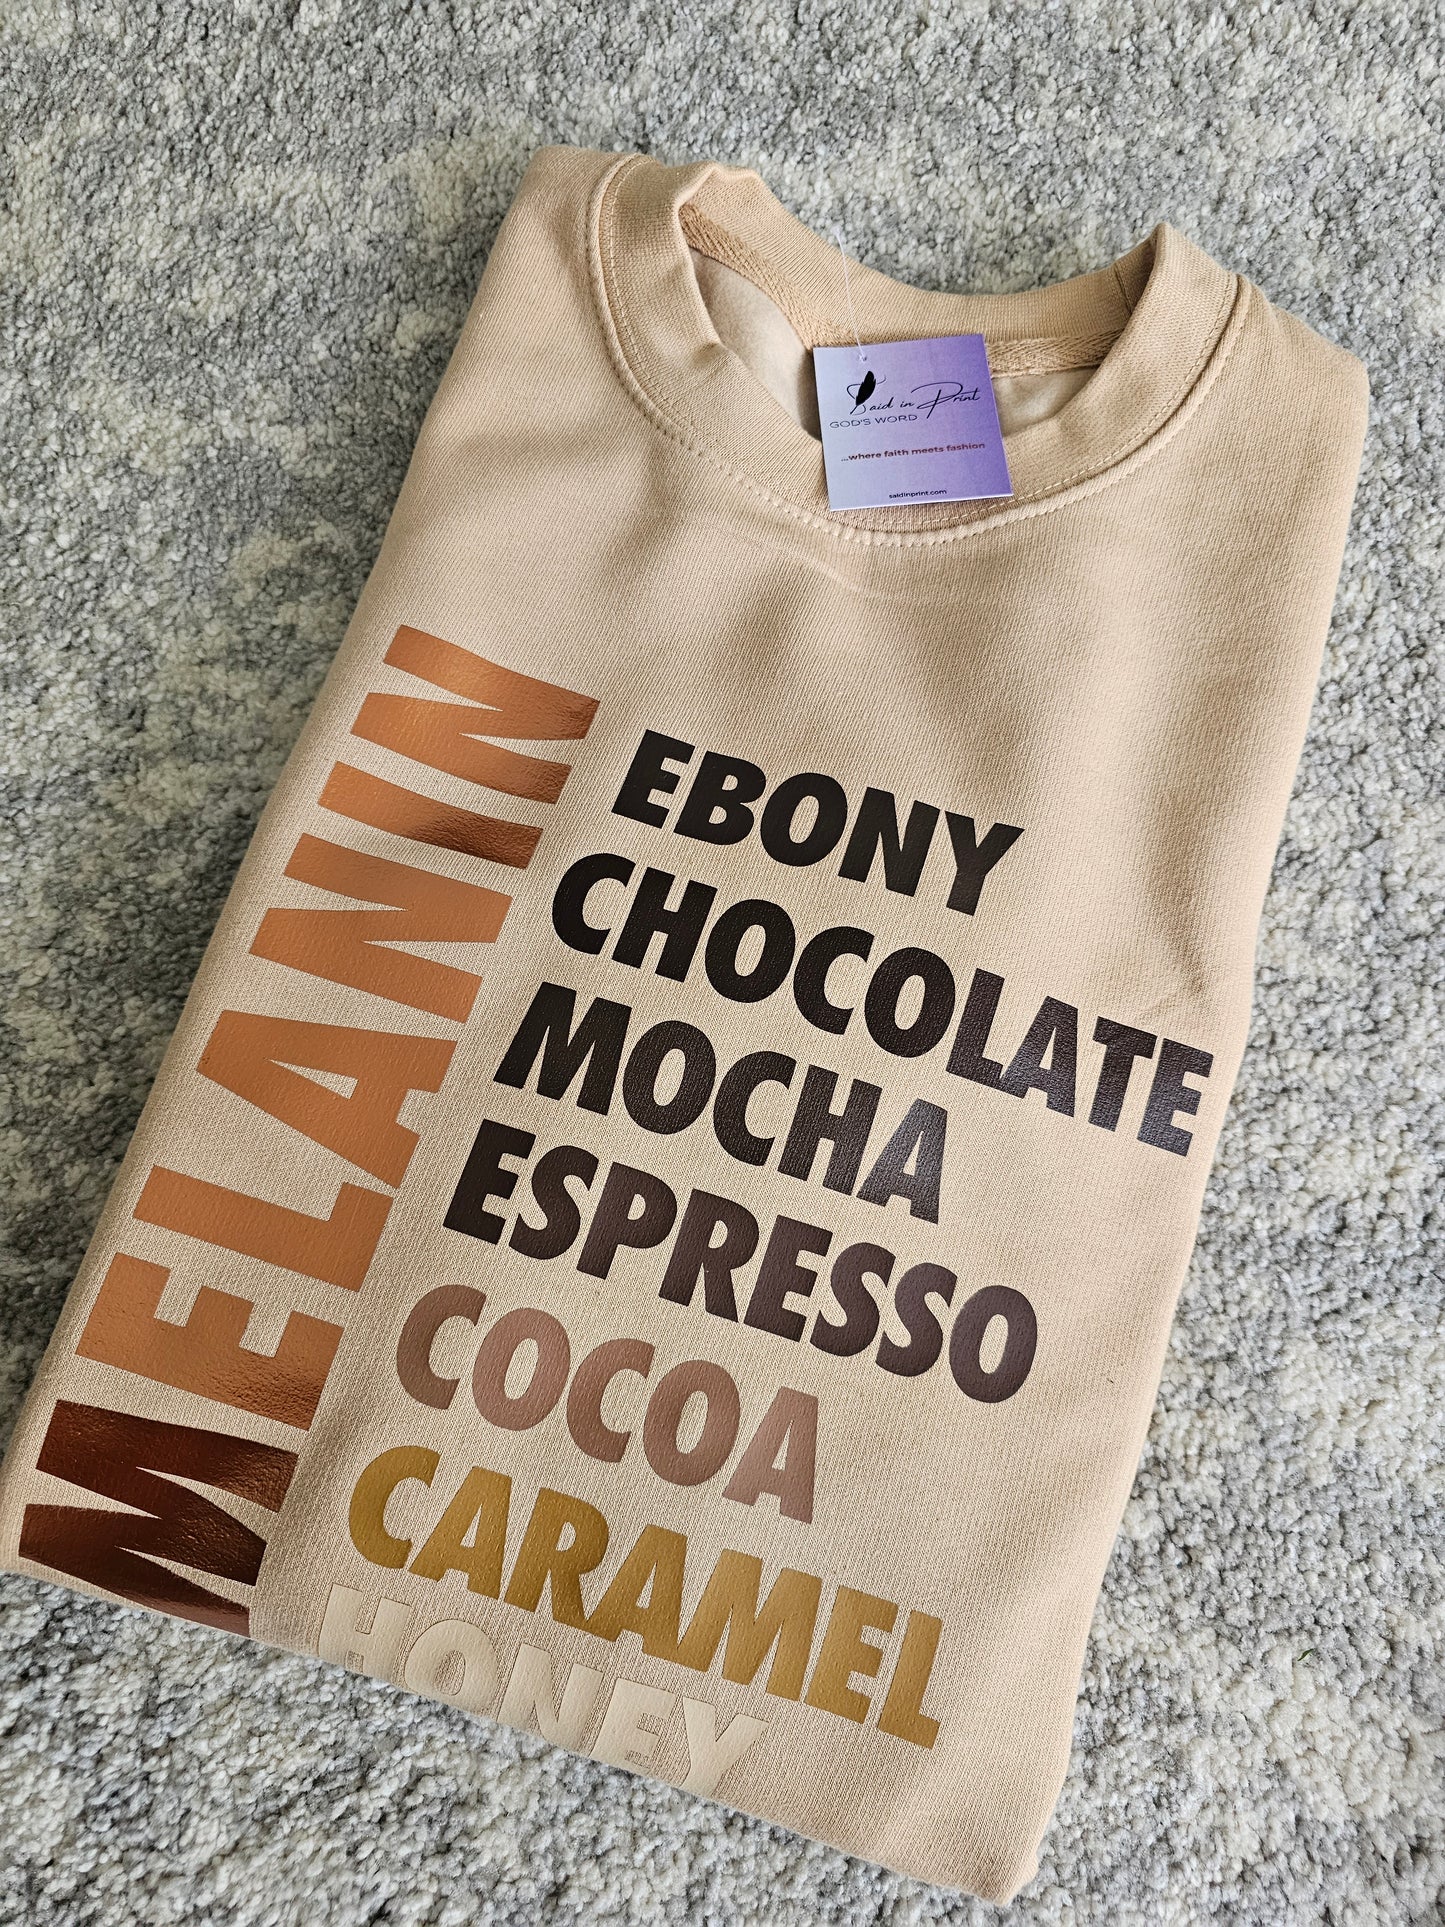 Said in Print
GOD'S WORD
...where faith meets fashion
saidinprint.com
MELANIN
EBONY
CHOCOLATE
MOCHA
ESPRESSO
COCOA
CARAMEL
HONEY